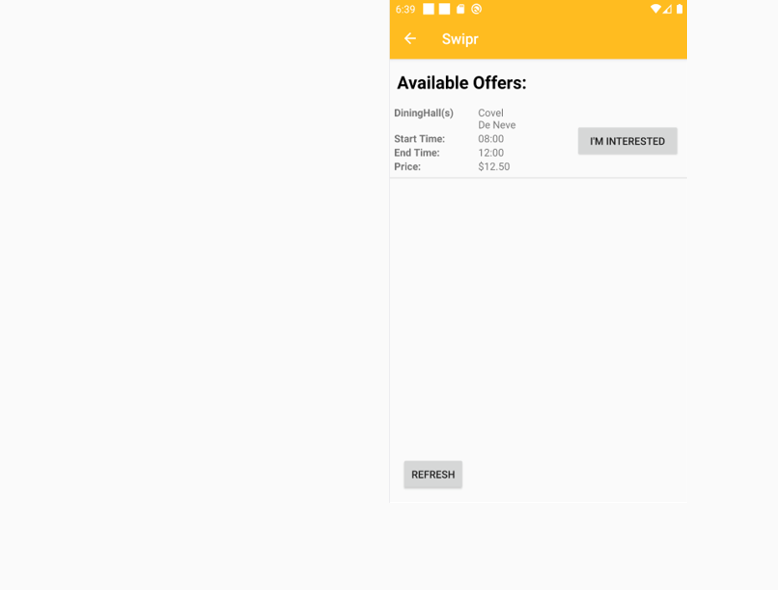 6:39
Swipr
Available Offers:
DiningHall(s) Covel
De Neve
Start Time: 08:00
End Time: 12:00
Price: $12.50
I'M INTERESTED
REFRESH